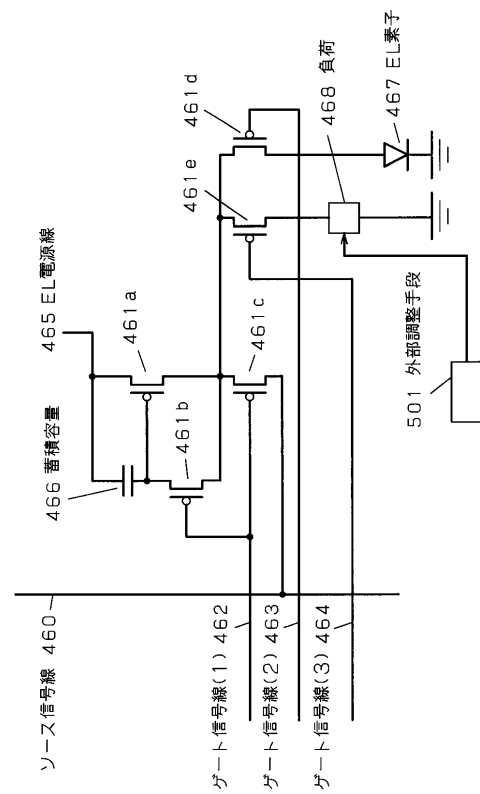 ソース信号線 460
ゲート信号線(1) 462
ゲート信号線(2) 463
ゲート信号線(3) 464
466 蓄積容量
465 EL電源線
461a
461b
461c
461e
461d
468 負荷
467 EL素子
501 外部調整手段